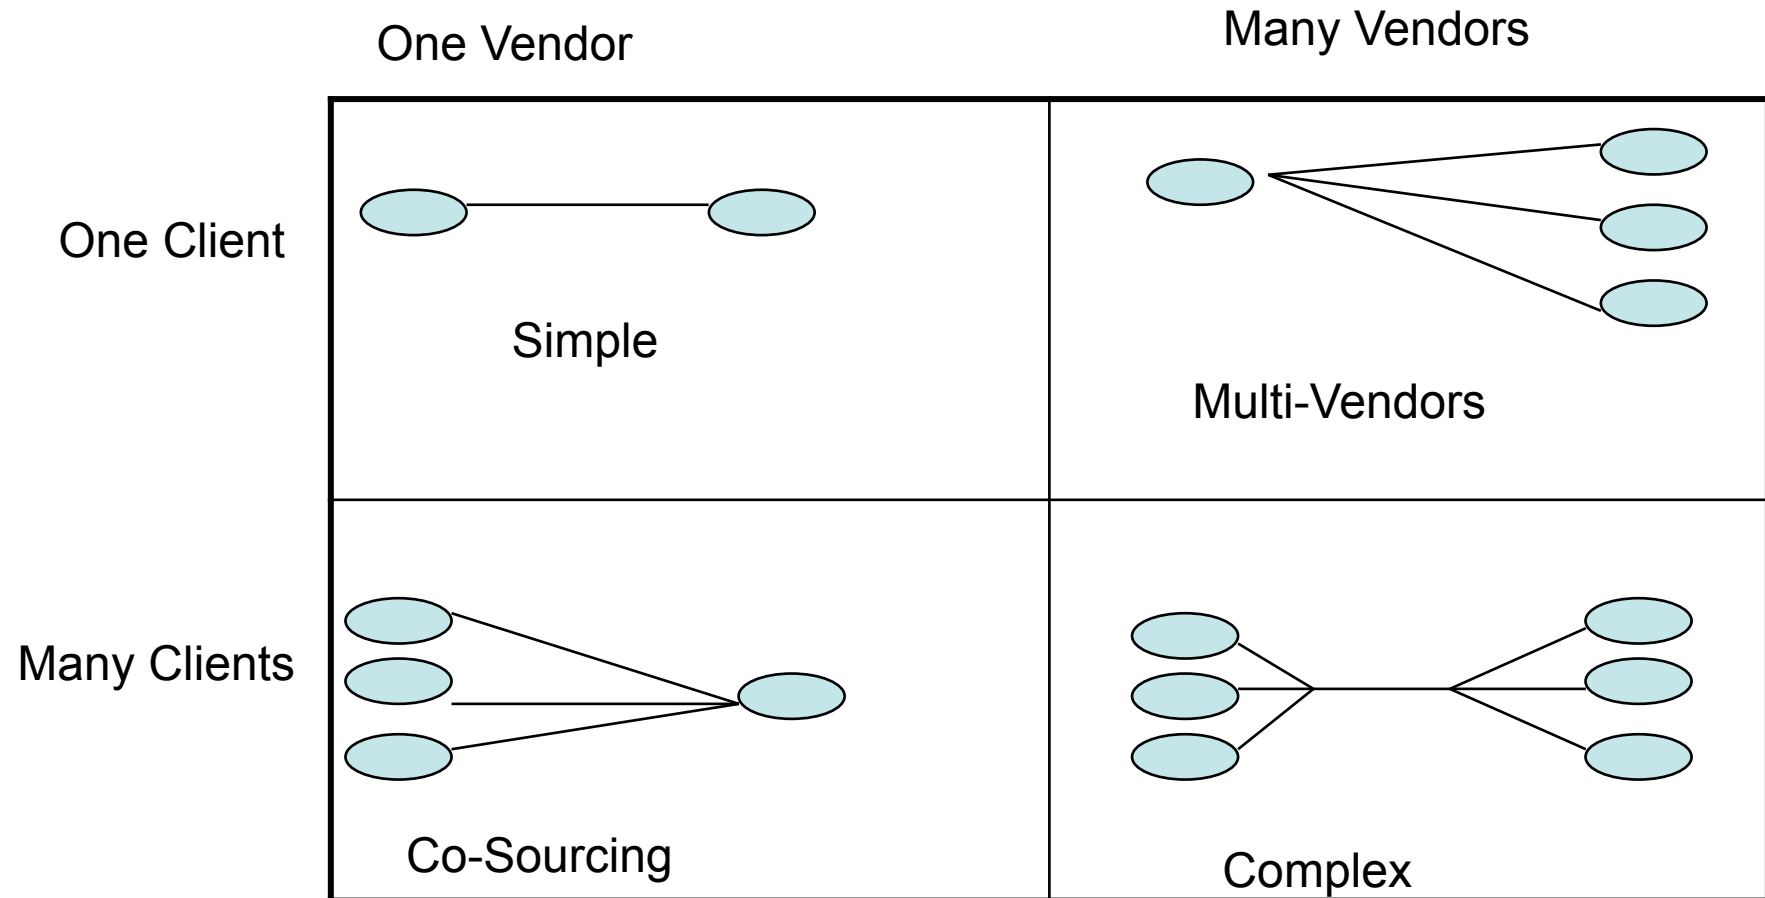 One Vendor
Many Vendors
One Client
Simple
Multi-Vendors
Many Clients
Co-Sourcing
Complex